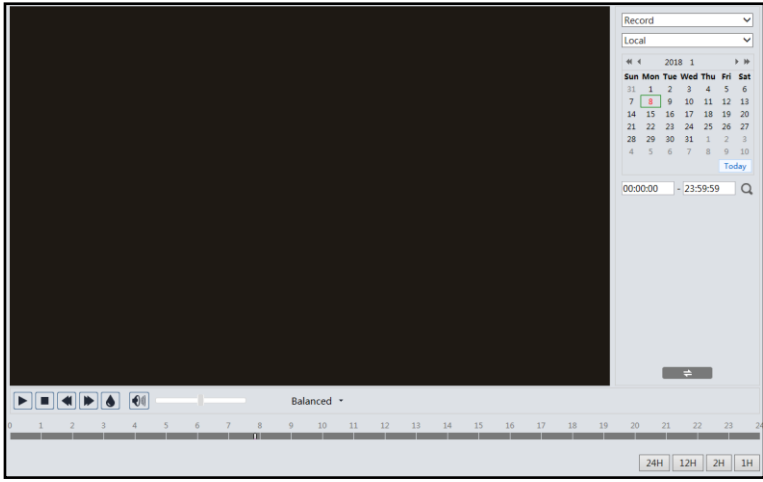 Record
Local
2018 1
Sun Mon Tue Wed Thu Fri Sat
31 1 2 3 4 5 6
7 8 9 10 11 12 13
14 15 16 17 18 19 20
21 22 23 24 25 26 27
28 29 30 31 1 2 3
4 5 6 7 8 9 10
Today
00:00:00 - 23:59:59
Balanced
0 1 2 3 4 5 6 7 8 9 10 11 12 13 14 15 16 17 18 19 20 21 22 23 24
24H 12H 2H 1H